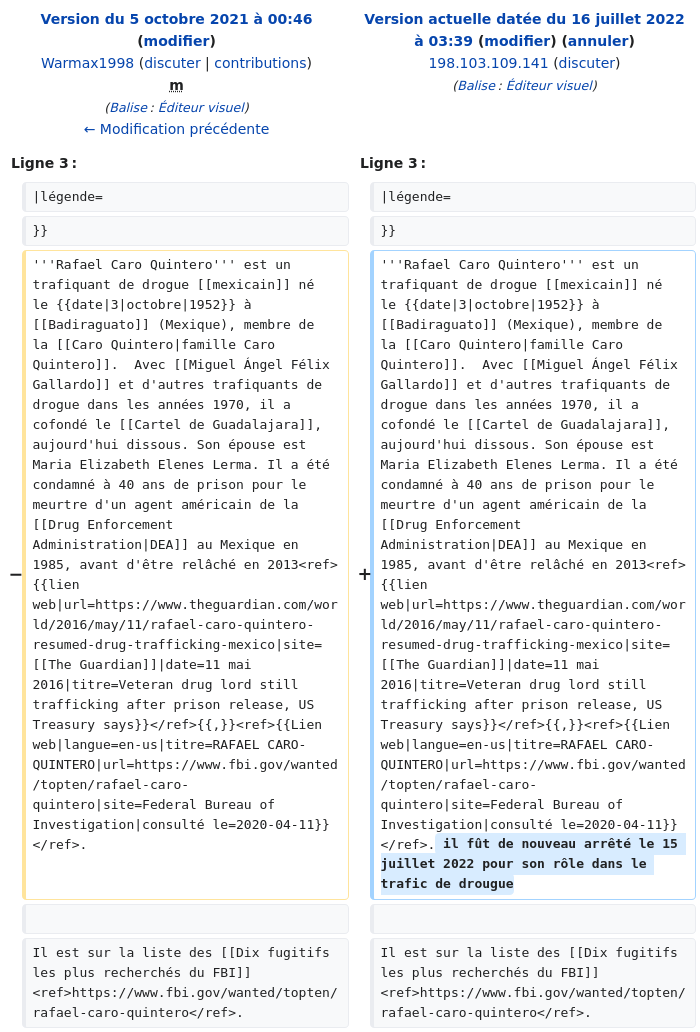 Version du 5 octobre 2021 à 00:46
(modifier)
Warmax1998 (discuter | contributions)
m
(Balise : Éditeur visuel)
← Modification précédente
Version actuelle datée du 16 juillet 2022
à 03:39 (modifier) (annuler)
198.103.109.141 (discuter)
(Balise : Éditeur visuel)
Ligne 3 :
Ligne 3 :
|légende=
|légende=
}}
}}
−
'''Rafael Caro Quintero''' est un
trafiquant de drogue [[mexicain]] né
le {{date|3|octobre|1952}} à
[[Badiraguato]] (Mexique), membre de
la [[Caro Quintero|famille Caro
Quintero]].  Avec [[Miguel Ángel Félix
Gallardo]] et d'autres trafiquants de
drogue dans les années 1970, il a
cofondé le [[Cartel de Guadalajara]],
aujourd'hui dissous. Son épouse est
Maria Elizabeth Elenes Lerma. Il a été
condamné à 40 ans de prison pour le
meurtre d'un agent américain de la
[[Drug Enforcement
Administration|DEA]] au Mexique en
1985, avant d'être relâché en 2013<ref>
{{lien
web|url=https://www.theguardian.com/wor
ld/2016/may/11/rafael-caro-quintero-
resumed-drug-trafficking-mexico|site=
[[The Guardian]]|date=11 mai
2016|titre=Veteran drug lord still
trafficking after prison release, US
Treasury says}}</ref>{{,}}<ref>{{Lien
web|langue=en-us|titre=RAFAEL CARO-
QUINTERO|url=https://www.fbi.gov/wanted
/topten/rafael-caro-
quintero|site=Federal Bureau of
Investigation|consulté le=2020-04-11}}
</ref>.
+
'''Rafael Caro Quintero''' est un
trafiquant de drogue [[mexicain]] né
le {{date|3|octobre|1952}} à
[[Badiraguato]] (Mexique), membre de
la [[Caro Quintero|famille Caro
Quintero]].  Avec [[Miguel Ángel Félix
Gallardo]] et d'autres trafiquants de
drogue dans les années 1970, il a
cofondé le [[Cartel de Guadalajara]],
aujourd'hui dissous. Son épouse est
Maria Elizabeth Elenes Lerma. Il a été
condamné à 40 ans de prison pour le
meurtre d'un agent américain de la
[[Drug Enforcement
Administration|DEA]] au Mexique en
1985, avant d'être relâché en 2013<ref>
{{lien
web|url=https://www.theguardian.com/wor
ld/2016/may/11/rafael-caro-quintero-
resumed-drug-trafficking-mexico|site=
[[The Guardian]]|date=11 mai
2016|titre=Veteran drug lord still
trafficking after prison release, US
Treasury says}}</ref>{{,}}<ref>{{Lien
web|langue=en-us|titre=RAFAEL CARO-
QUINTERO|url=https://www.fbi.gov/wanted
/topten/rafael-caro-
quintero|site=Federal Bureau of
Investigation|consulté le=2020-04-11}}
</ref>. il fût de nouveau arrêté le 15
juillet 2022 pour son rôle dans le
trafic de drougue
Il est sur la liste des [[Dix fugitifs
les plus recherchés du FBI]]
<ref>https://www.fbi.gov/wanted/topten/
rafael-caro-quintero</ref>.
Il est sur la liste des [[Dix fugitifs
les plus recherchés du FBI]]
<ref>https://www.fbi.gov/wanted/topten/
rafael-caro-quintero</ref>.